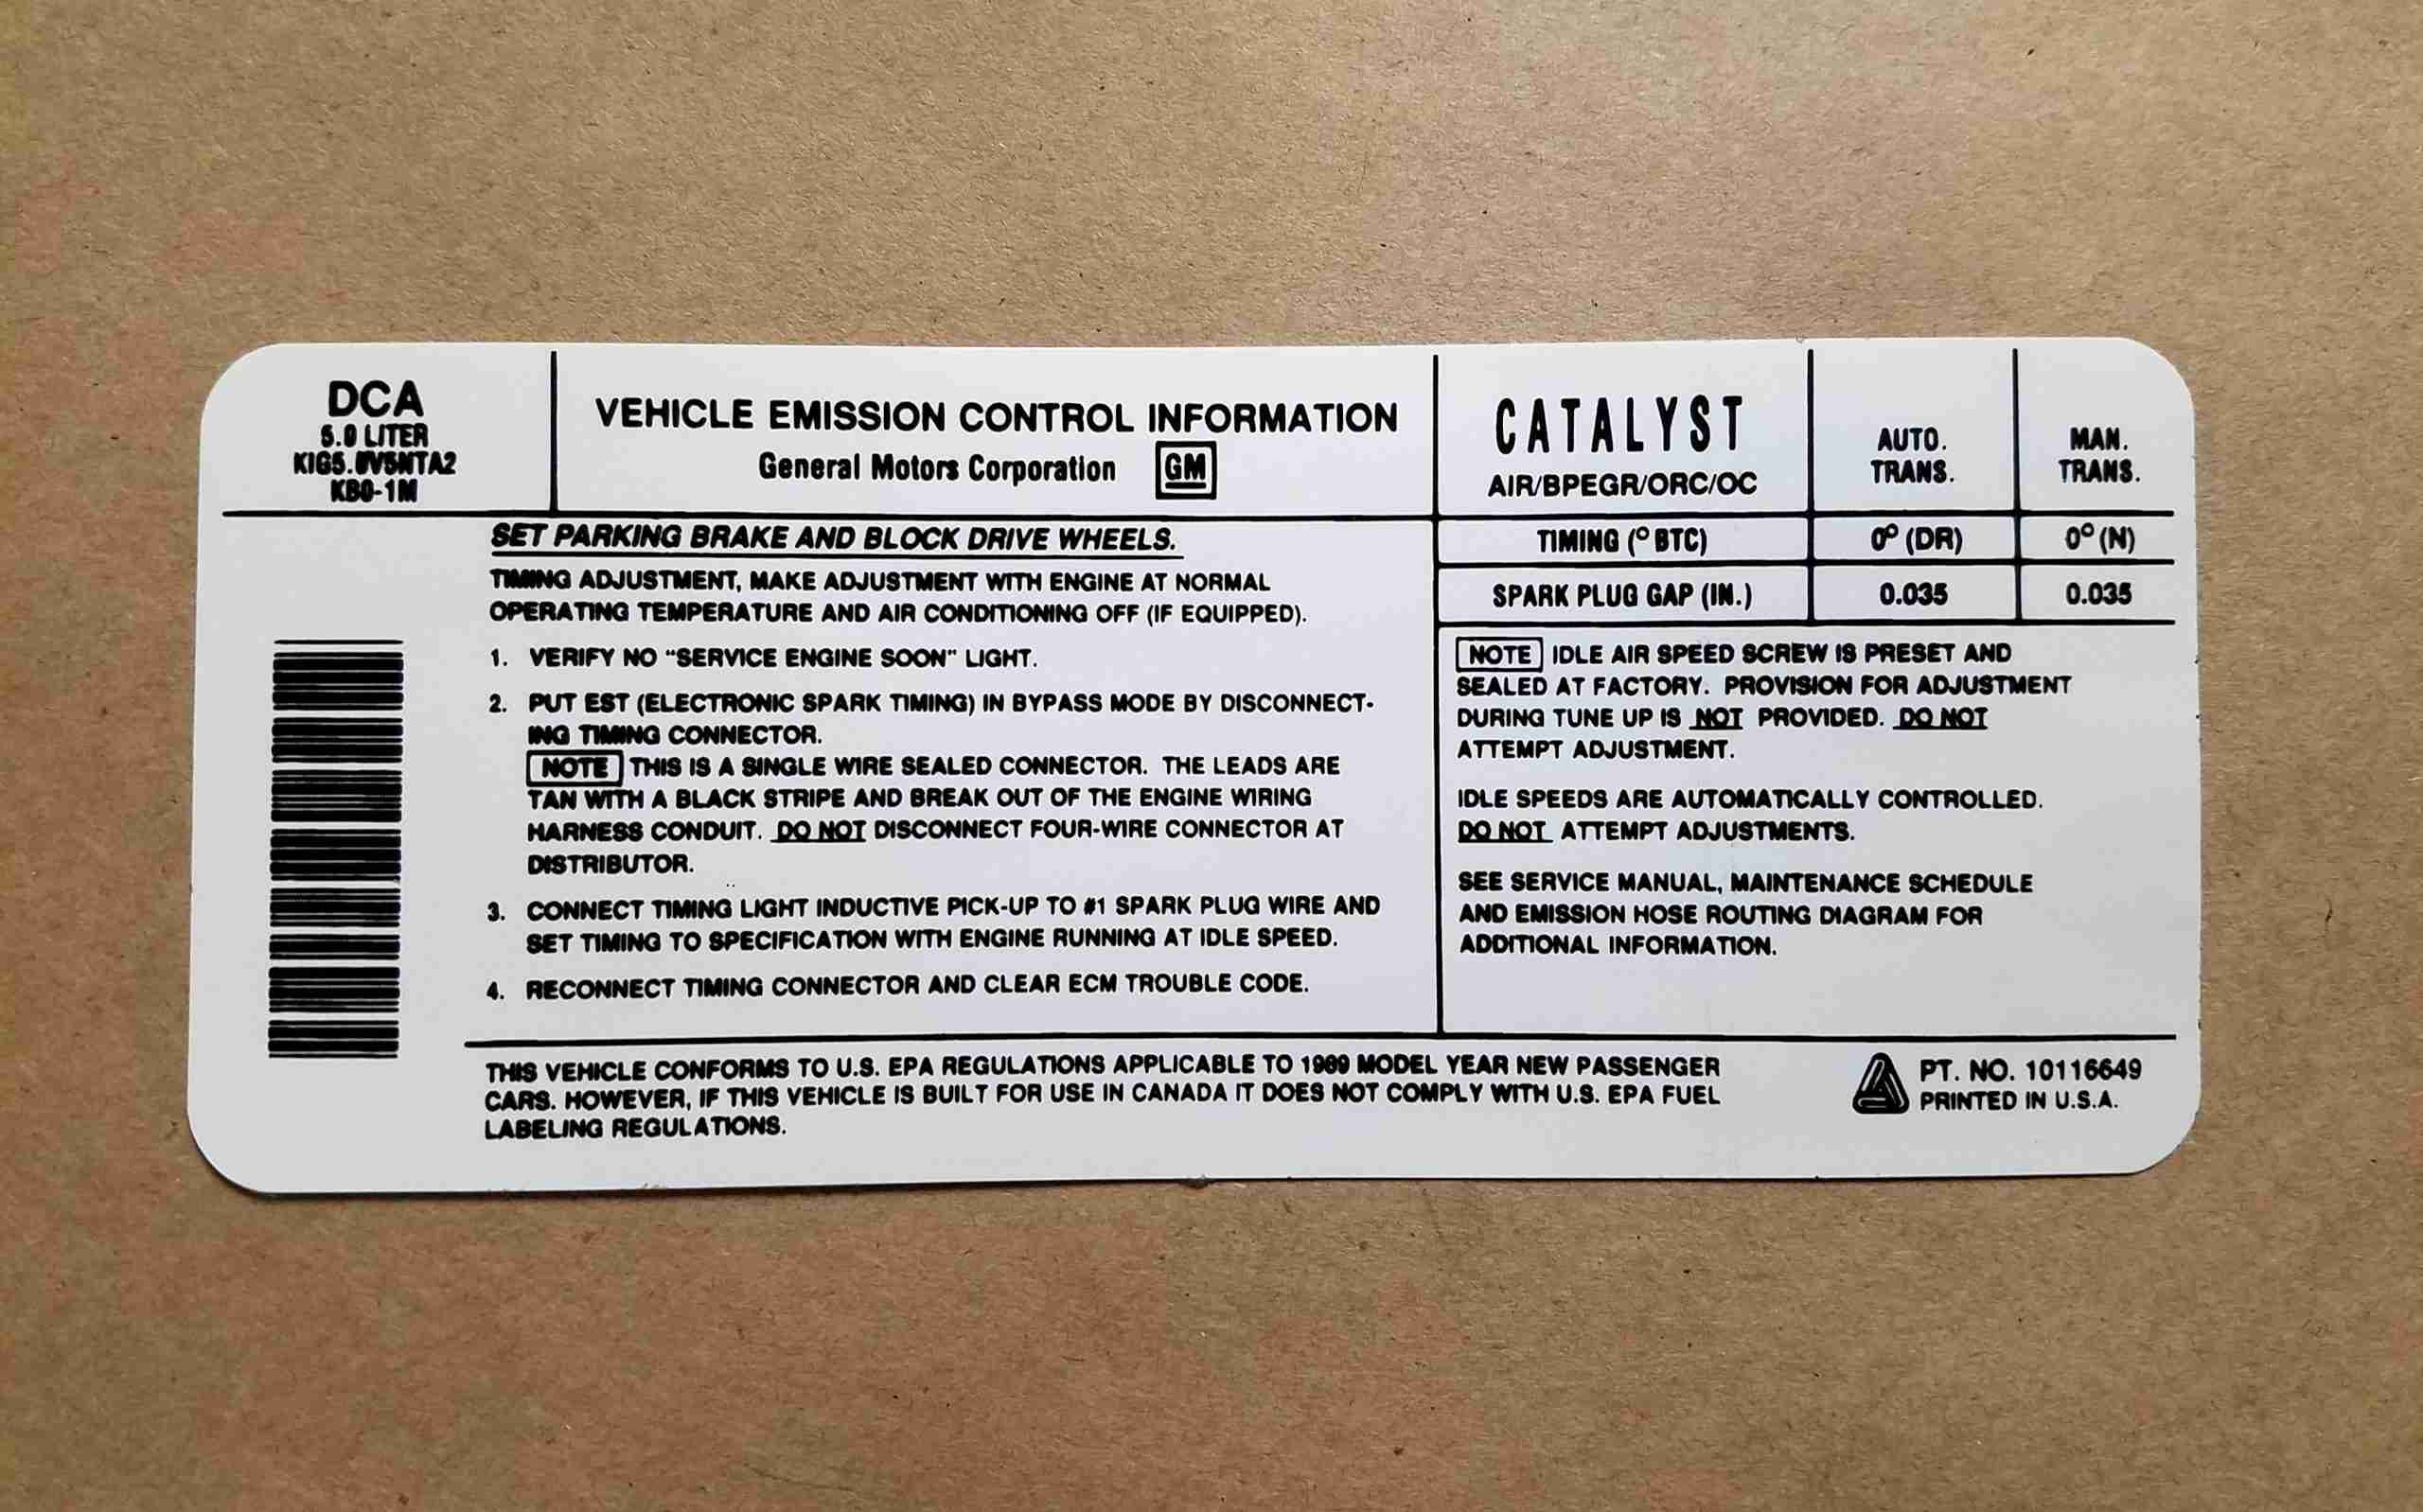 DCA
5.0 LITER
VEHICLE EMISSION CONTROL INFORMATION
General Motors Corporation GM
CATALYST
AIR/BPEGR/ORC/OC
AUTO.
TRANS.
MAN.
TRANS.
TIMING (° BTC) 0° (DR) 0° (N)
SPARK PLUG GAP (IN.) 0.035 0.035
SET PARKING BRAKE AND BLOCK DRIVE WHEELS.
TIMING ADJUSTMENT, MAKE ADJUSTMENT WITH ENGINE AT NORMAL
OPERATING TEMPERATURE AND AIR CONDITIONING OFF (IF EQUIPPED).
1. VERIFY NO "SERVICE ENGINE SOON" LIGHT.
2. PUT EST (ELECTRONIC SPARK TIMING) IN BYPASS MODE BY DISCONNECT-
ING TIMING CONNECTOR.
NOTE THIS IS A SINGLE WIRE SEALED CONNECTOR. THE LEADS ARE
TAN WITH A BLACK STRIPE AND BREAK OUT OF THE ENGINE WIRING
HARNESS CONDUIT. DO NOT DISCONNECT FOUR-WIRE CONNECTOR AT
DISTRIBUTOR.
3. CONNECT TIMING LIGHT INDUCTIVE PICK-UP TO #1 SPARK PLUG WIRE AND
SET TIMING TO SPECIFICATION WITH ENGINE RUNNING AT IDLE SPEED.
4. RECONNECT TIMING CONNECTOR AND CLEAR ECM TROUBLE CODE.
NOTE IDLE AIR SPEED SCREW IS PRESET AND
SEALED AT FACTORY. PROVISION FOR ADJUSTMENT
DURING TUNE UP IS NOT PROVIDED. DO NOT
ATTEMPT ADJUSTMENT.
IDLE SPEEDS ARE AUTOMATICALLY CONTROLLED.
DO NOT ATTEMPT ADJUSTMENTS.
SEE SERVICE MANUAL, MAINTENANCE SCHEDULE
AND EMISSION HOSE ROUTING DIAGRAM FOR
ADDITIONAL INFORMATION.
THIS VEHICLE CONFORMS TO U.S. EPA REGULATIONS APPLICABLE TO 1989 MODEL YEAR NEW PASSENGER
CARS. HOWEVER, IF THIS VEHICLE IS BUILT FOR USE IN CANADA IT DOES NOT COMPLY WITH U.S. EPA FUEL
LABELING REGULATIONS.
PT. NO. 10116649
PRINTED IN U.S.A.